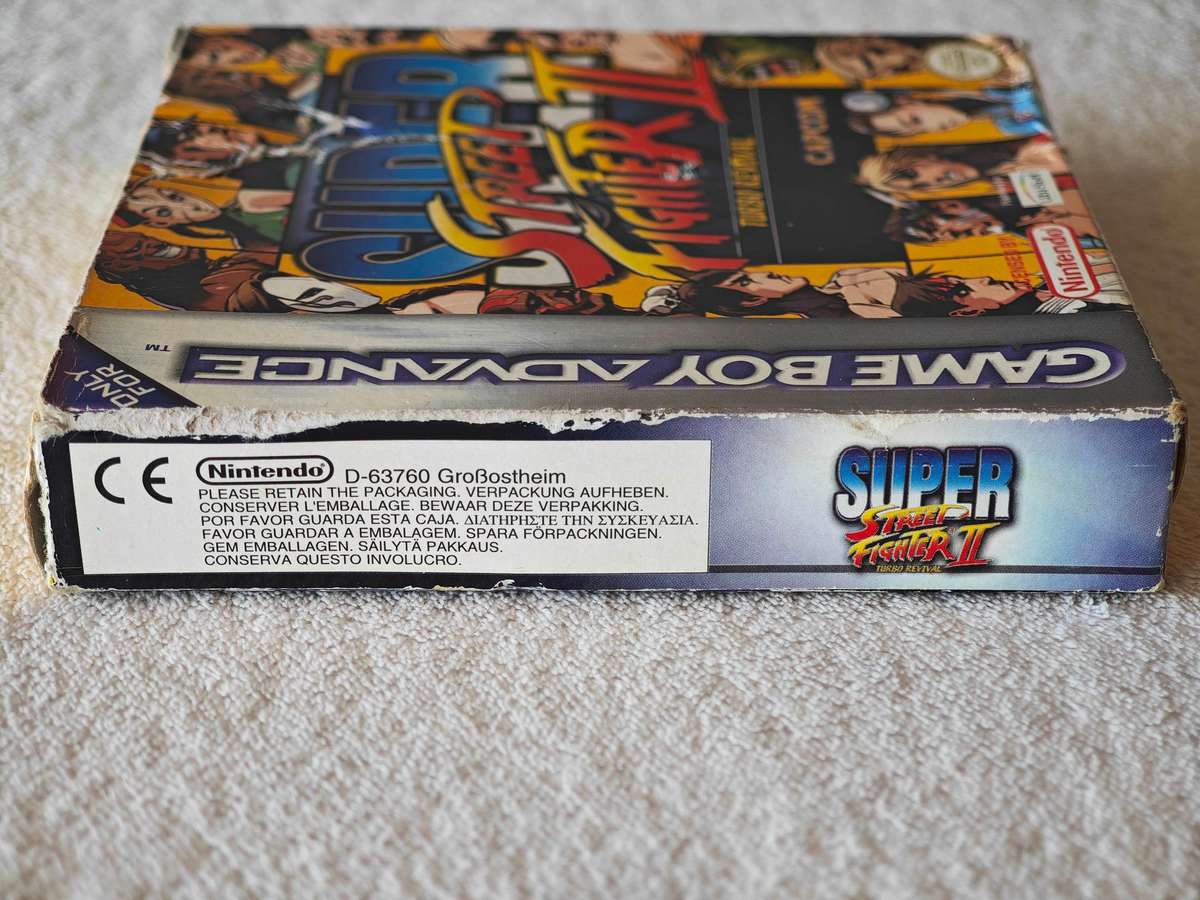 SUPER
STREET
FIGHTER II
TURBO REVIVAL
CAPCOM
LICENSED BY
Nintendo
ONLY
FOR
GAME BOY ADVANCE
TM
CE
Nintendo D-63760 Großostheim
PLEASE RETAIN THE PACKAGING. VERPACKUNG AUFHEBEN.
CONSERVER L'EMBALLAGE. BEWAAR DEZE VERPAKKING.
POR FAVOR GUARDA ESTA CAJA. ΔΙΑΤΗΡΗΣΤΕ ΤΗΝ ΣΥΣΚΕΥΑΣΙΑ.
FAVOR GUARDAR A EMBALAGEM. SPARA FÖRPACKNINGEN.
GEM EMBALLAGEN. SÄILYTÄ PAKKAUS.
CONSERVA QUESTO INVOLUCRO.
SUPER
STREET
FIGHTER II
TURBO REVIVAL